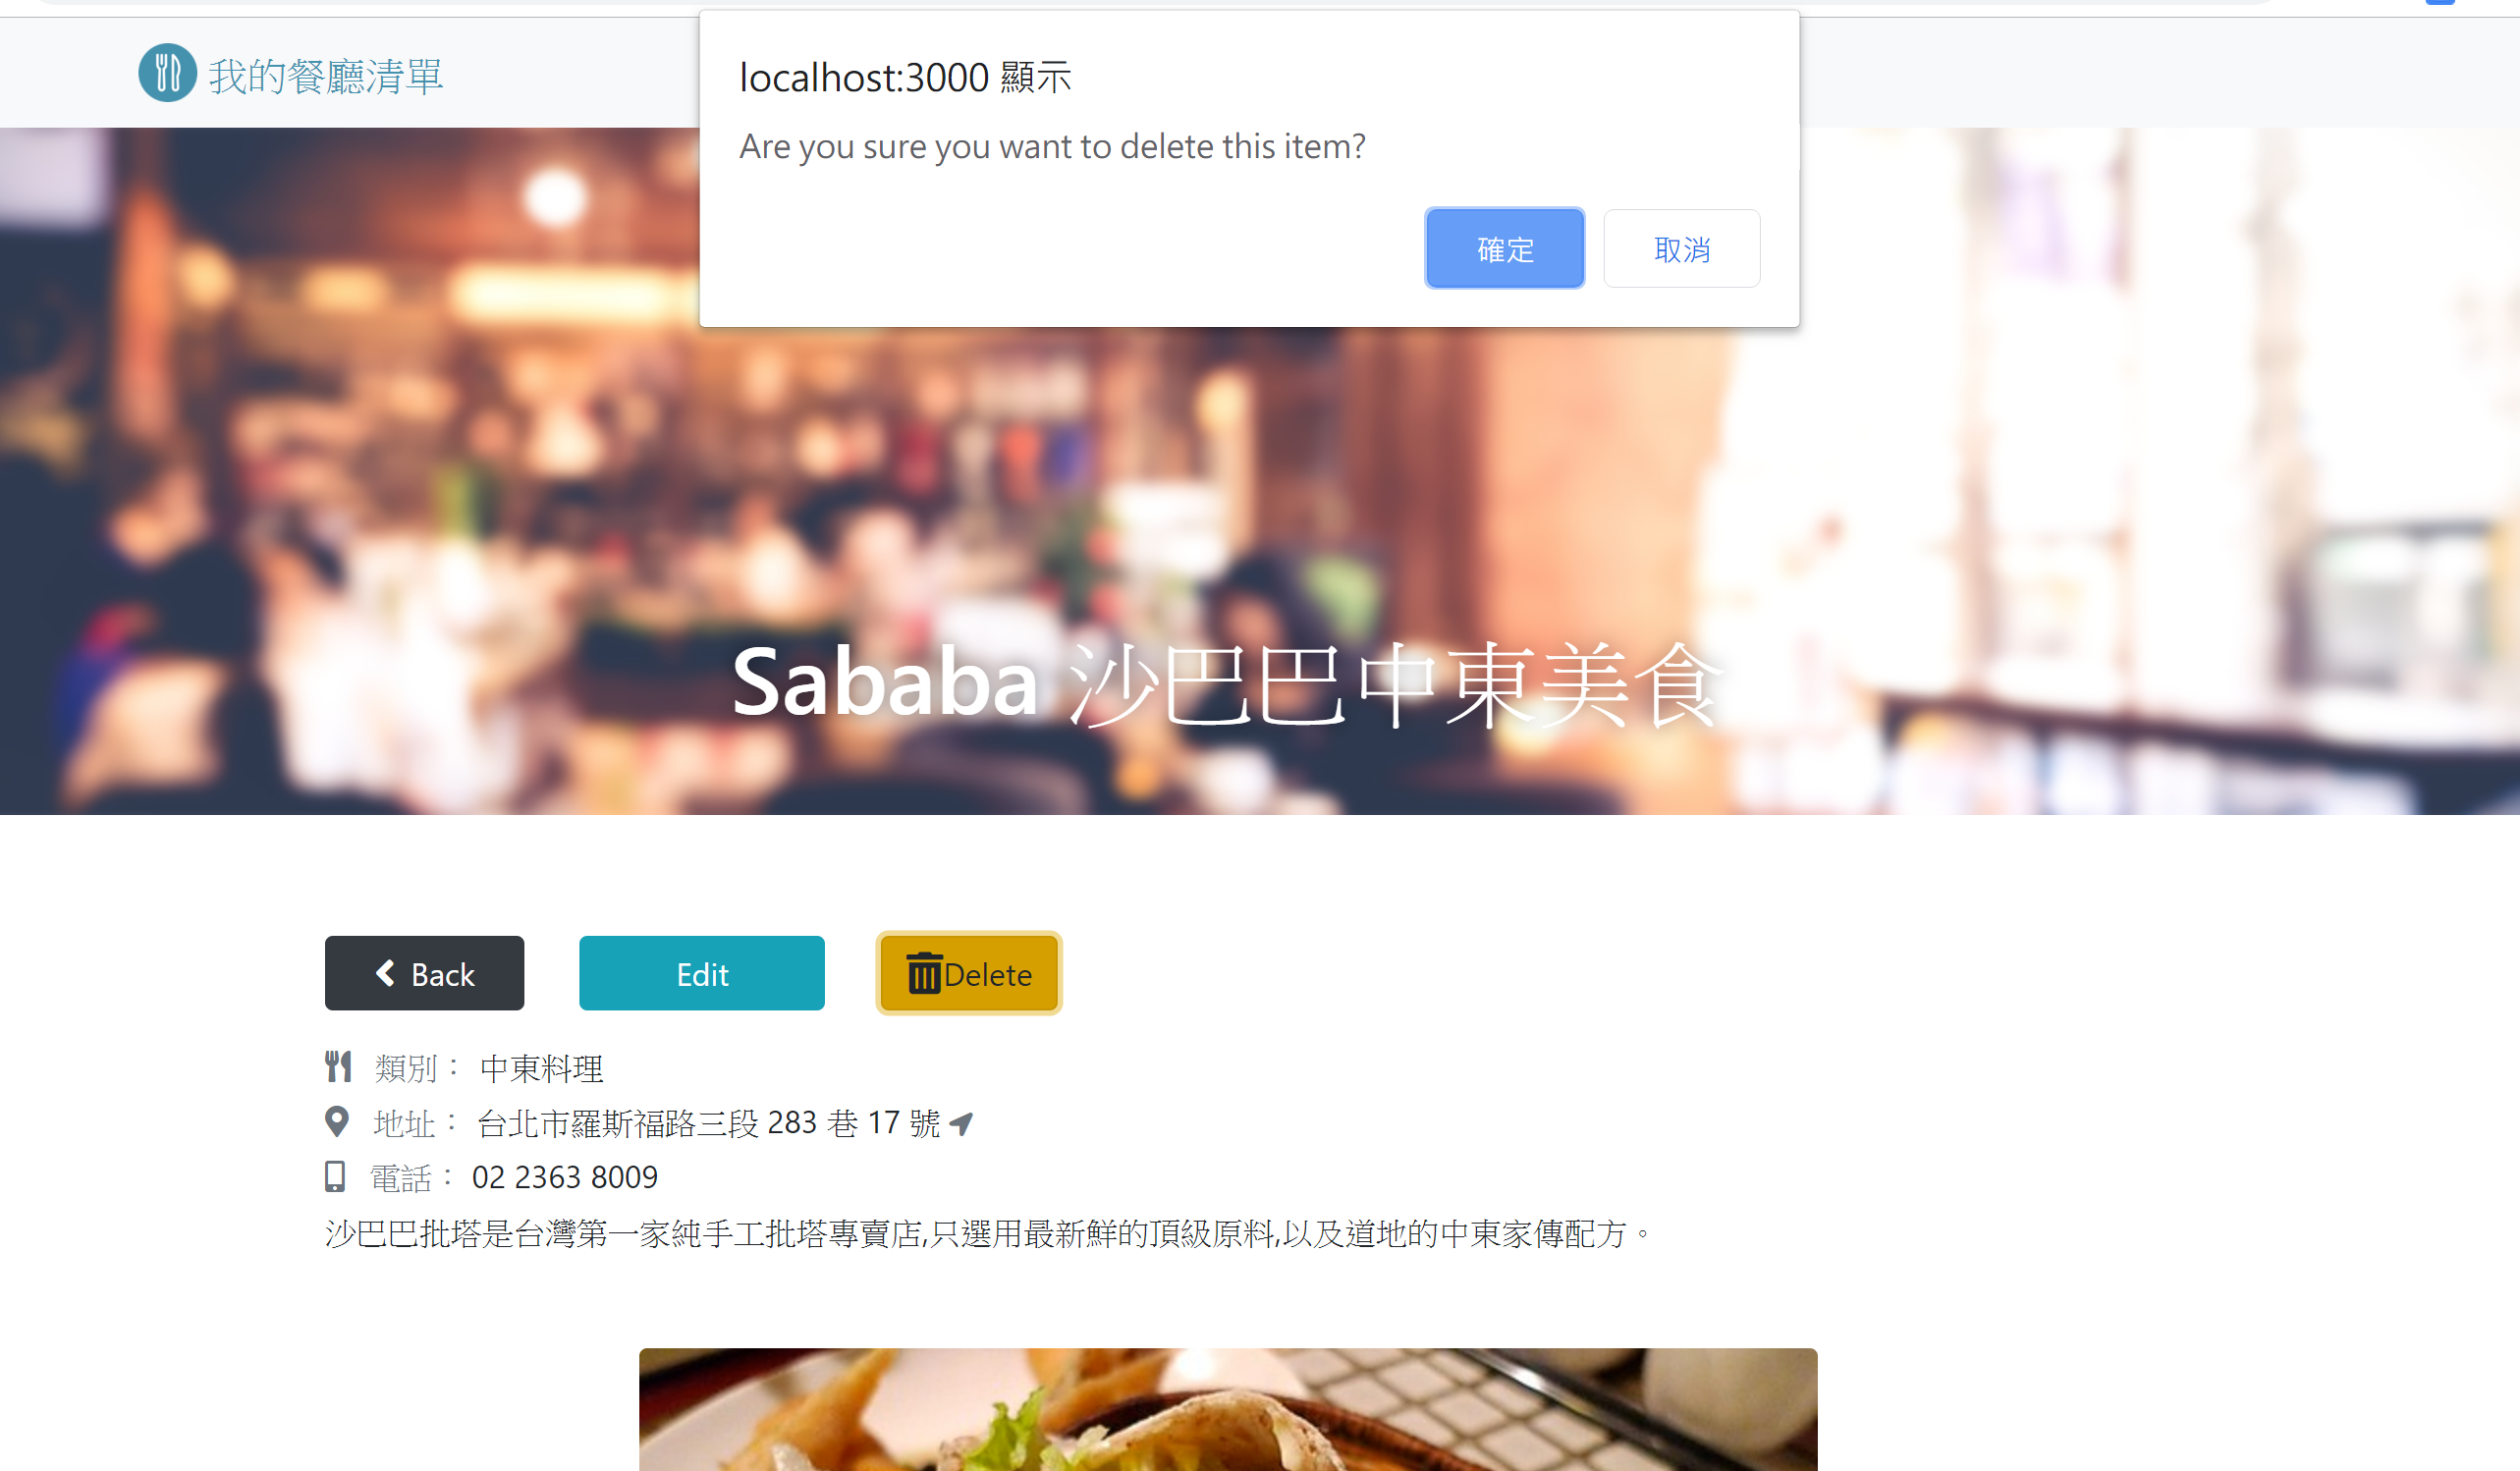 我的餐廳清單
localhost:3000 顯示
Are you sure you want to delete this item?
確定
取消
Sababa 沙巴巴中東美食
Back
Edit
Delete
類別： 中東料理
地址： 台北市羅斯福路三段 283 巷 17 號
電話： 02 2363 8009
沙巴巴批塔是台灣第一家純手工批塔專賣店,只選用最新鮮的頂級原料,以及道地的中東家傳配方。